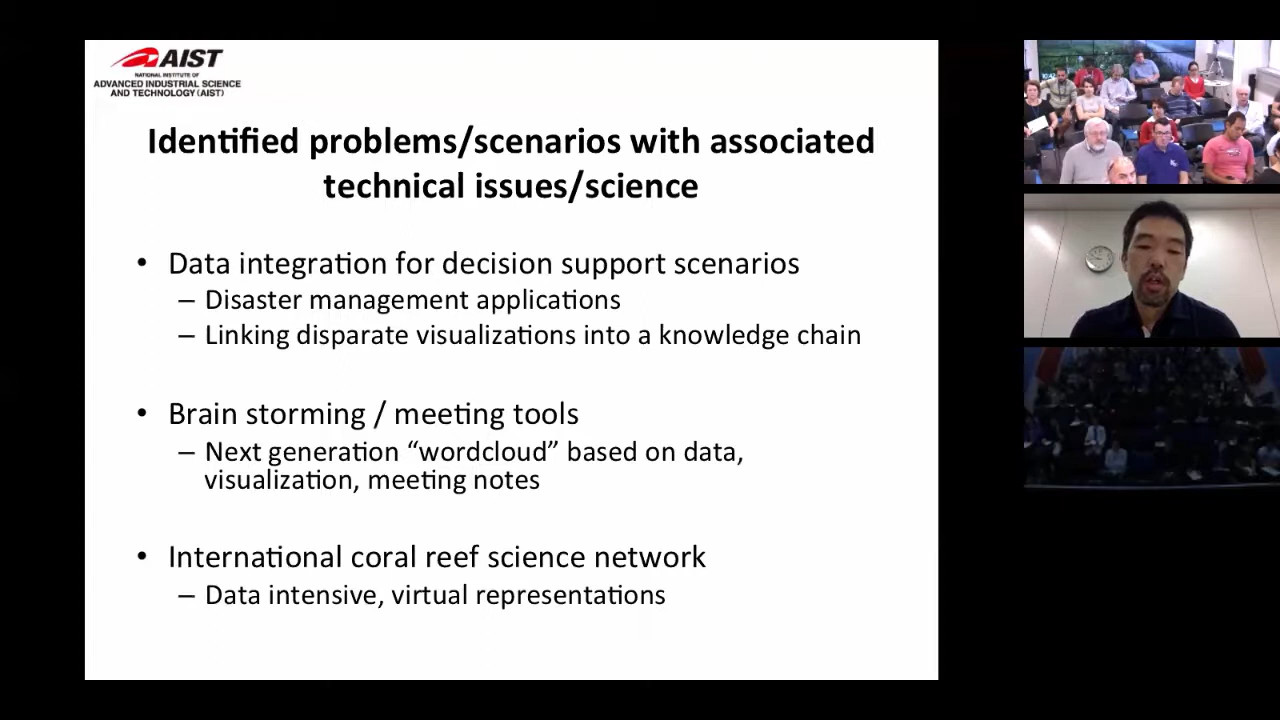 AIST
NATIONAL INSTITUTE OF
ADVANCED INDUSTRIAL SCIENCE
AND TECHNOLOGY (AIST)
Identified problems/scenarios with associated
technical issues/science
• Data integration for decision support scenarios
– Disaster management applications
– Linking disparate visualizations into a knowledge chain
• Brain storming / meeting tools
– Next generation “wordcloud” based on data,
visualization, meeting notes
• International coral reef science network
– Data intensive, virtual representations